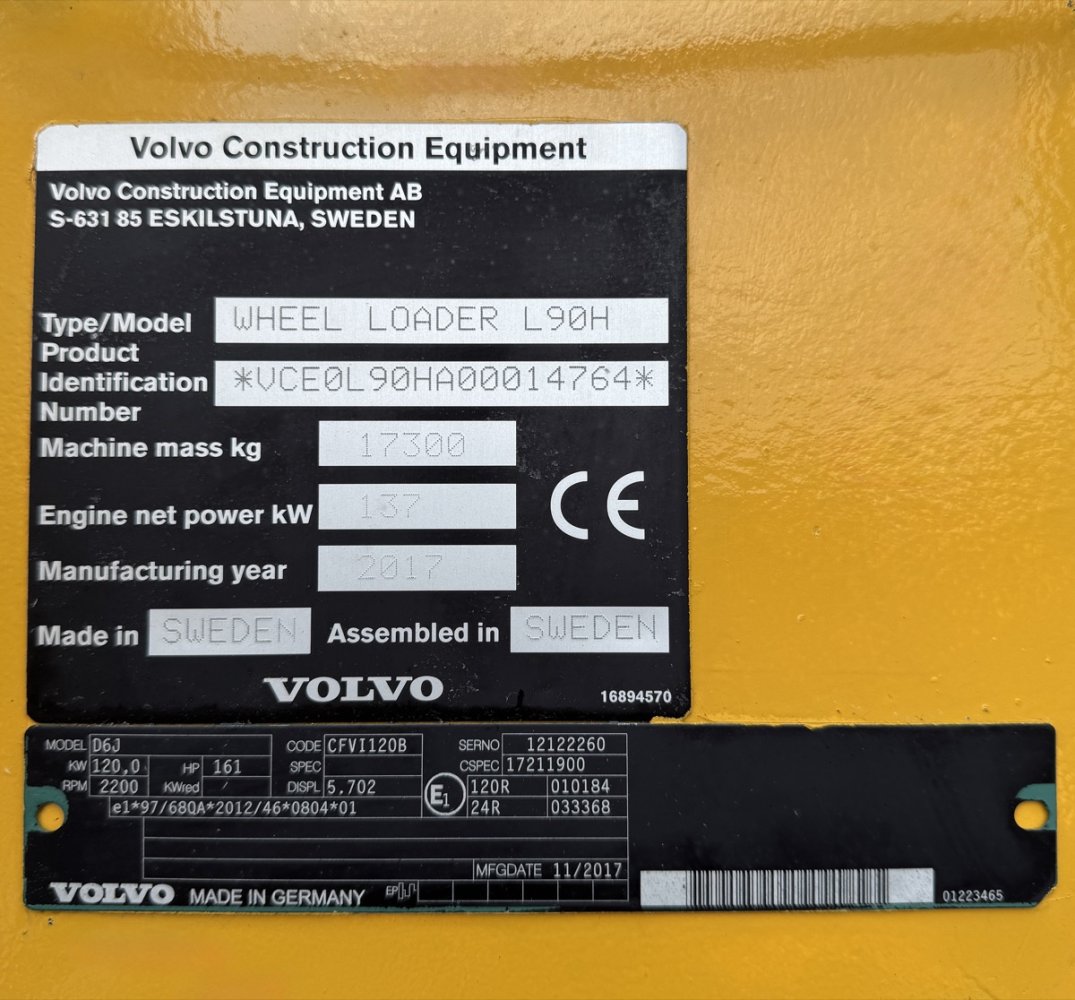 Volvo Construction Equipment
Volvo Construction Equipment AB
S-631 85 ESKILSTUNA, SWEDEN
Type/Model WHEEL LOADER L90H
Product
Identification *VCE0L90HA00014764*
Number
Machine mass kg 17300
Engine net power kW 137
CE
Manufacturing year 2017
Made in SWEDEN Assembled in SWEDEN
VOLVO 16894570
MODEL D6J CODE CFVI120B SERNO 12122260
KW 120,0 HP 161 SPEC CSPEC 17211900
RPM 2200 KWred / DISPL 5.702 E1 120R 010184
e1*97/68QA*2012/46*0804*01 24R 033368
MFGDATE 11/2017
VOLVO MADE IN GERMANY EP 01223465